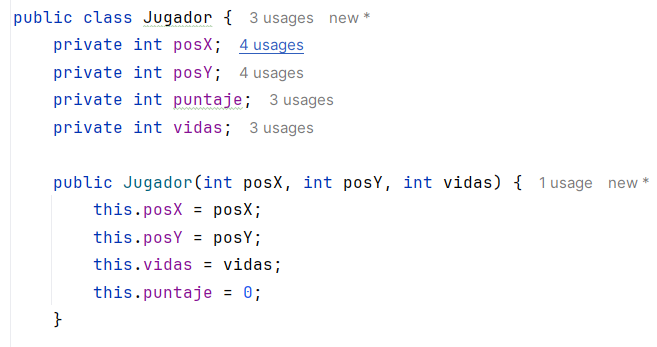 public class Jugador {  3 usages  new *
    private int posX;  4 usages
    private int posY;  4 usages
    private int puntaje;  3 usages
    private int vidas;  3 usages
    public Jugador(int posX, int posY, int vidas) {  1 usage  new *
        this.posX = posX;
        this.posY = posY;
        this.vidas = vidas;
        this.puntaje = 0;
    }